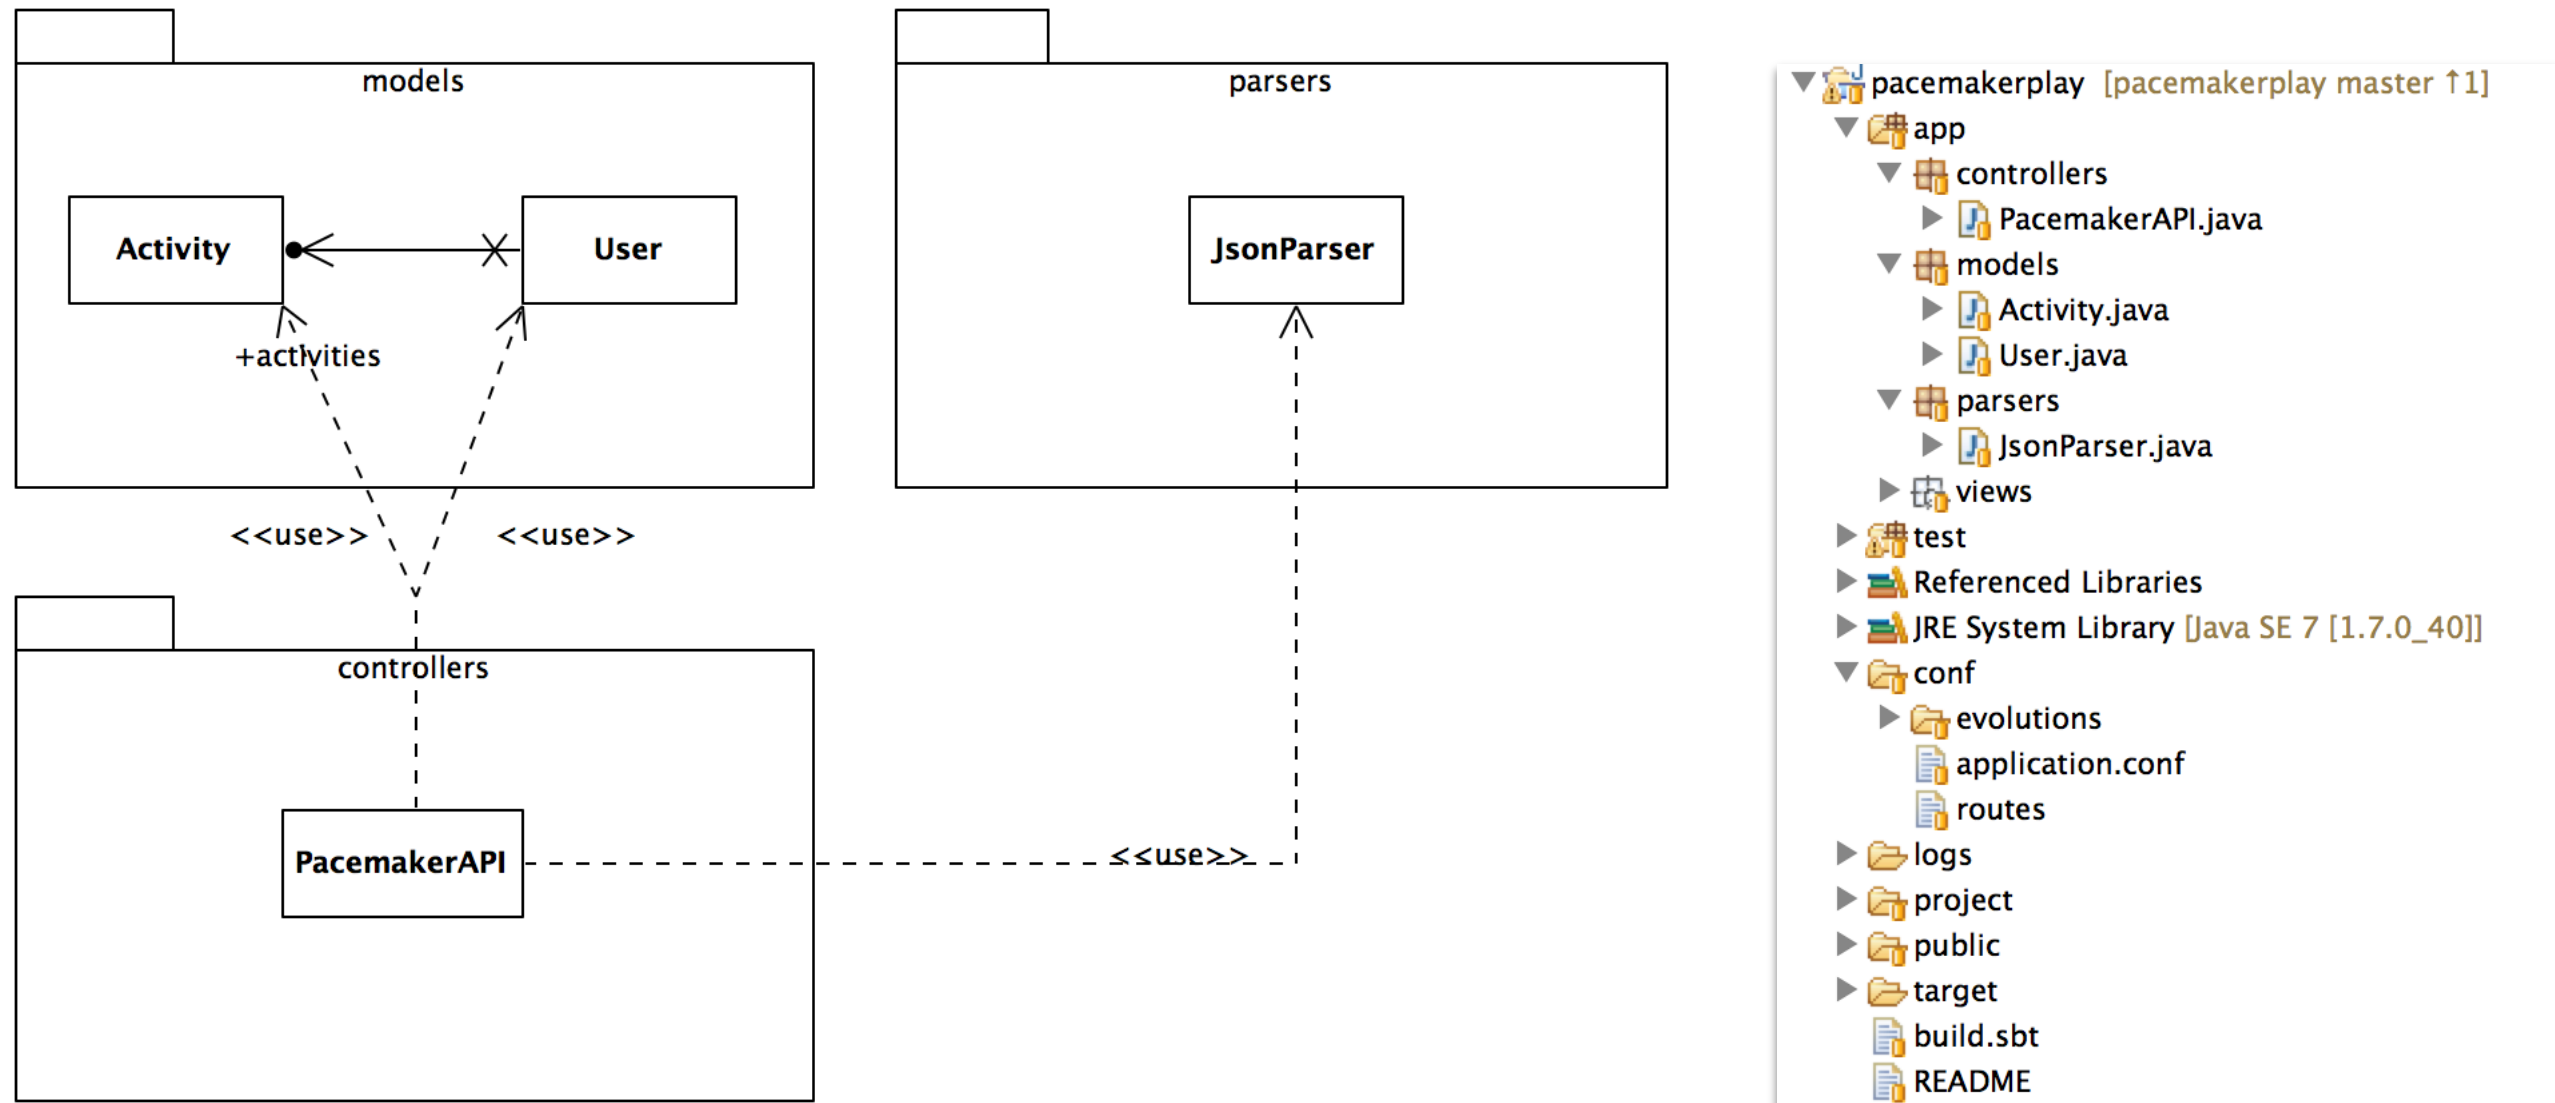 models
Activity
User
+activities
<<use>>
<<use>>
parsers
JsonParser
<<use>>
controllers
PacemakerAPI
pacemakerplay [pacemakerplay master ↑1]
app
controllers
PacemakerAPI.java
models
Activity.java
User.java
parsers
JsonParser.java
views
test
Referenced Libraries
JRE System Library [Java SE 7 [1.7.0_40]]
conf
evolutions
application.conf
routes
logs
project
public
target
build.sbt
README